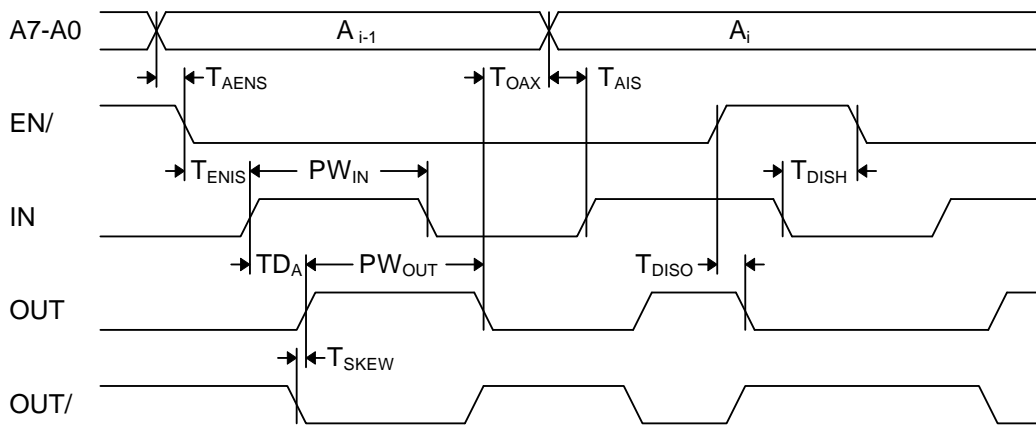 A7-A0 A i-1 Ai
TAENS TOAX TAIS
EN/
TENIS PWIN TDISH
IN
TDA PWOUT TDISO
OUT
TSKEW
OUT/